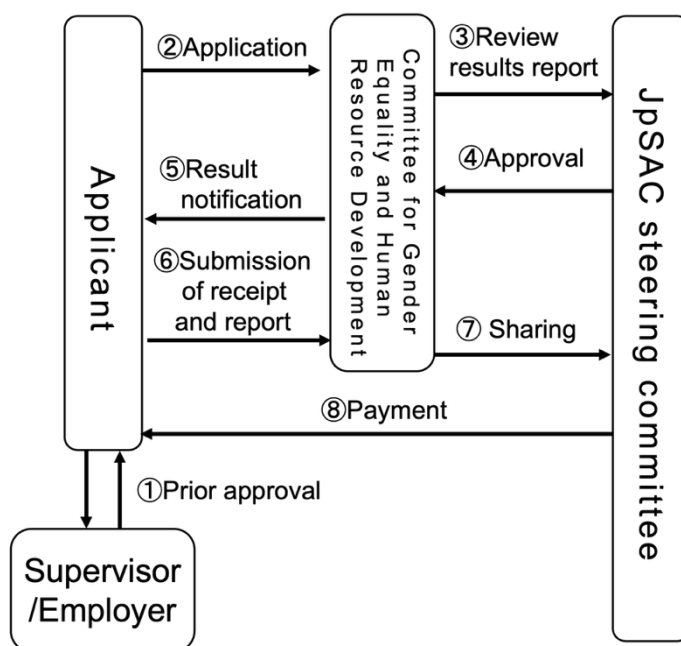 ②Application
③Review
results report
Applicant
Committee for Gender
Equality and Human
Resource Development
JpSAC steering committee
④Approval
⑤Result
notification
⑥Submission
of receipt
and report
⑦ Sharing
⑧Payment
①Prior approval
Supervisor
/Employer